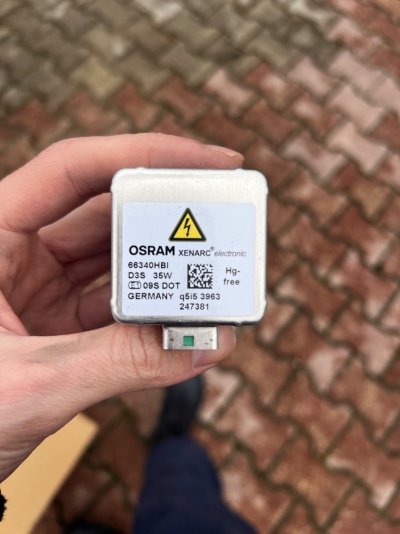 OSRAM XENARC® electronic
66340HBI
D3S 35W
09S DOT
Hg-
free
GERMANY q5i5 3963
247381